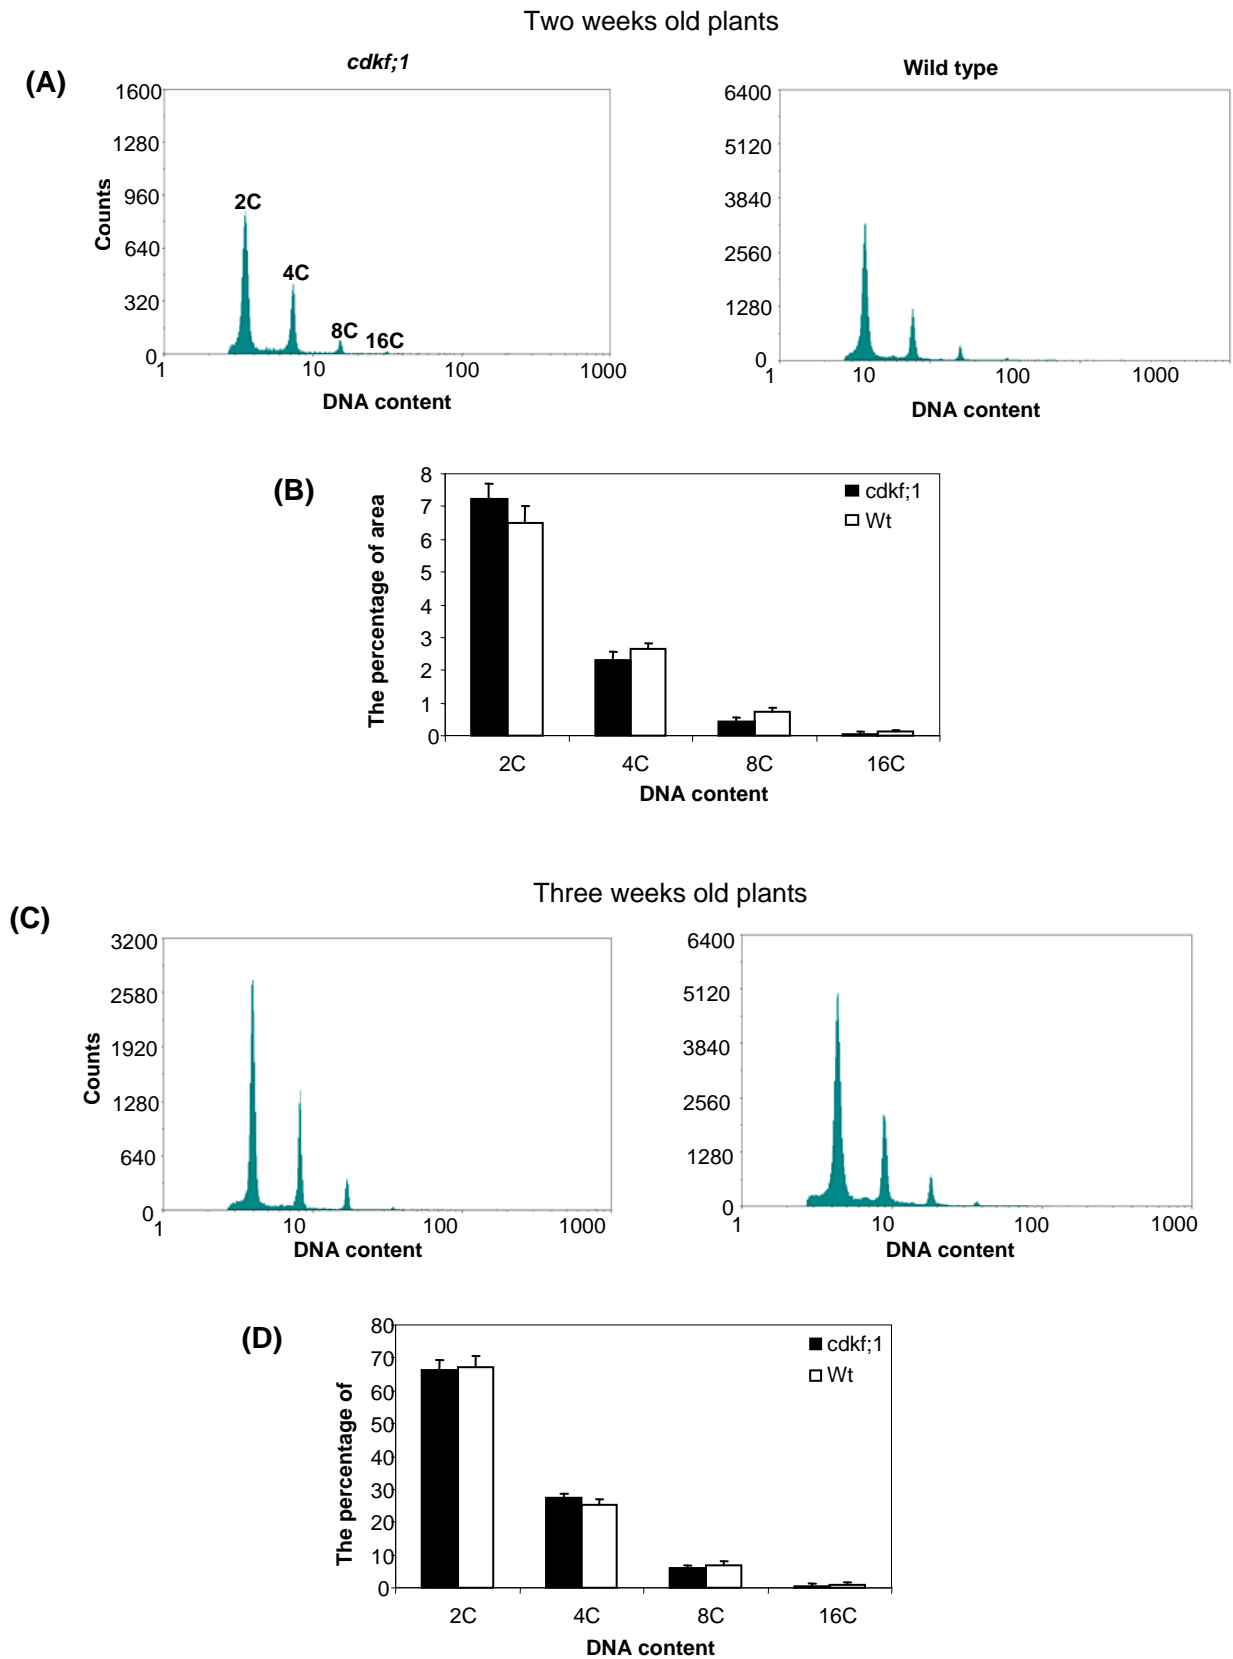 Two weeks old plants
(A)
cdkf;1
Wild type
1600
1280
960
640
320
0
Counts
2C
4C
8C
16C
1 10 100 1000
DNA content
6400
5120
3840
2560
1280
0
1 10 100 1000
DNA content
(B)
8
7
6
5
4
3
2
1
0
The percentage of area
cdkf;1
Wt
2C 4C 8C 16C
DNA content
Three weeks old plants
(C)
3200
2580
1920
1280
640
0
Counts
1 10 100 1000
DNA content
6400
5120
3840
2560
1280
0
1 10 100 1000
DNA content
(D)
80
70
60
50
40
30
20
10
0
The percentage of
cdkf;1
Wt
2C 4C 8C 16C
DNA content